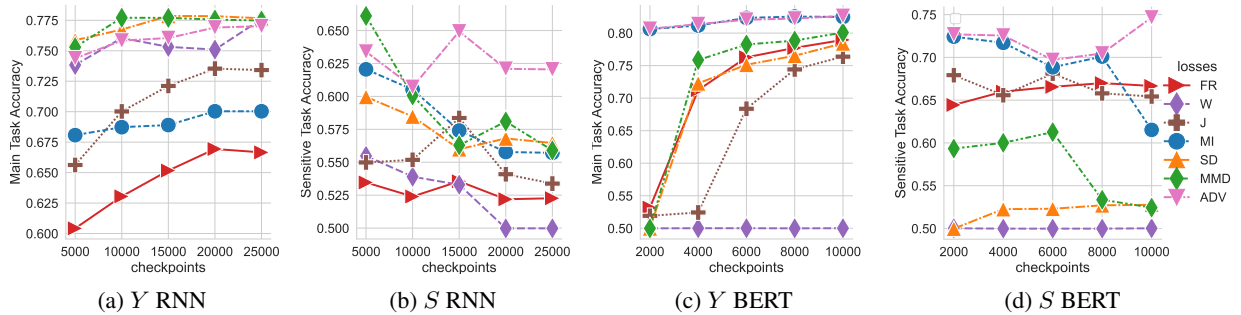 Main Task Accuracy
0.775
0.750
0.725
0.700
0.675
0.650
0.625
0.600
5000 10000 15000 20000 25000
checkpoints
(a) Y RNN
Sensitive Task Accuracy
0.650
0.625
0.600
0.575
0.550
0.525
0.500
5000 10000 15000 20000 25000
checkpoints
(b) S RNN
Main Task Accuracy
0.80
0.75
0.70
0.65
0.60
0.55
0.50
2000 4000 6000 8000 10000
checkpoints
(c) Y BERT
Sensitive Task Accuracy
0.75
0.70
0.65
0.60
0.55
0.50
2000 4000 6000 8000 10000
checkpoints
(d) S BERT
losses
FR
W
J
MI
SD
MMD
ADV